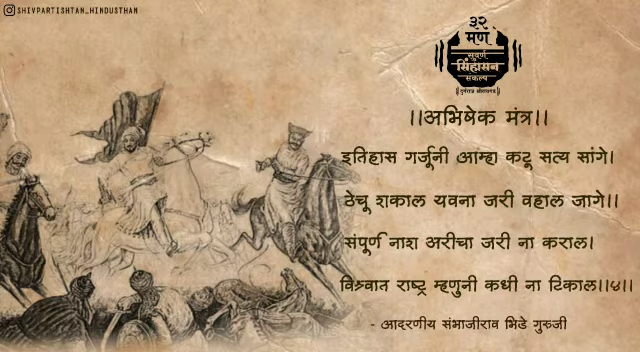 SHIVPARTISHTAN_HINDUSTHAN
३२
मण
सुवर्ण
सिंहासन
संकल्प
।।अभिषेक मंत्र।।
इतिहास गर्जूनी आम्हा कटू सत्य सांगे।
ठेचू शकाल यवना जरी वहाल जागे।।
संपूर्ण नाश अरीचा जरी ना कराल।
विश्र्वात राष्ट्र म्हणुनी कधी ना टिकाल।।४।।
- आदरणीय संभाजीराव भिडे गुरुजी